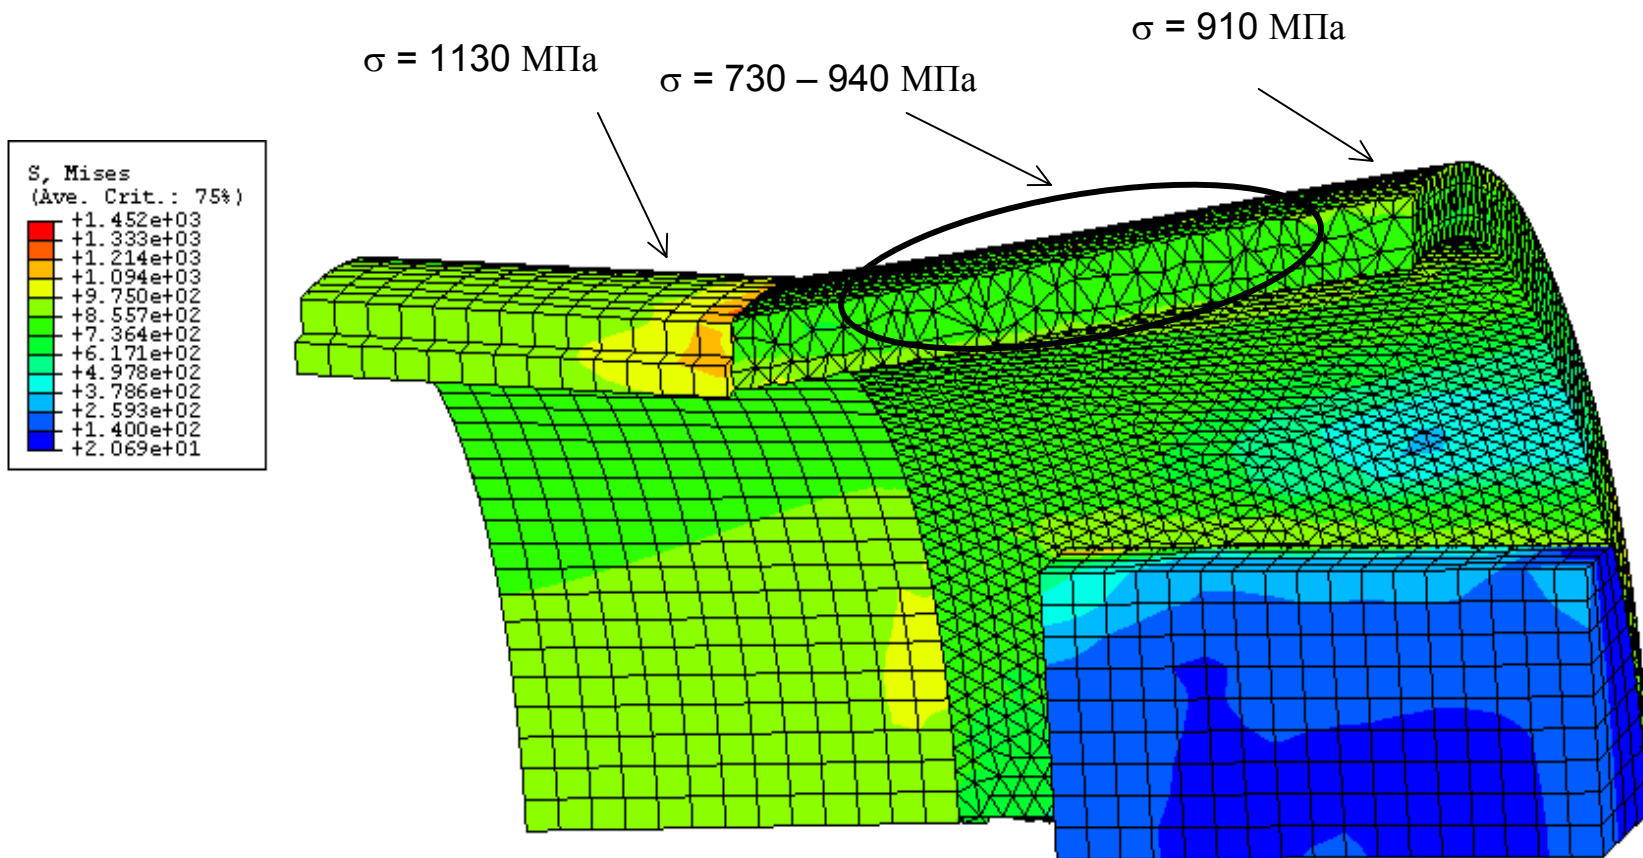 σ = 910 МПа
σ = 1130 МПа
σ = 730 – 940 МПа
S, Mises
(Ave. Crit.: 75%)
+1.452e+03
+1.333e+03
+1.214e+03
+1.094e+03
+9.750e+02
+8.557e+02
+7.364e+02
+6.171e+02
+4.978e+02
+3.786e+02
+2.593e+02
+1.400e+02
+2.069e+01